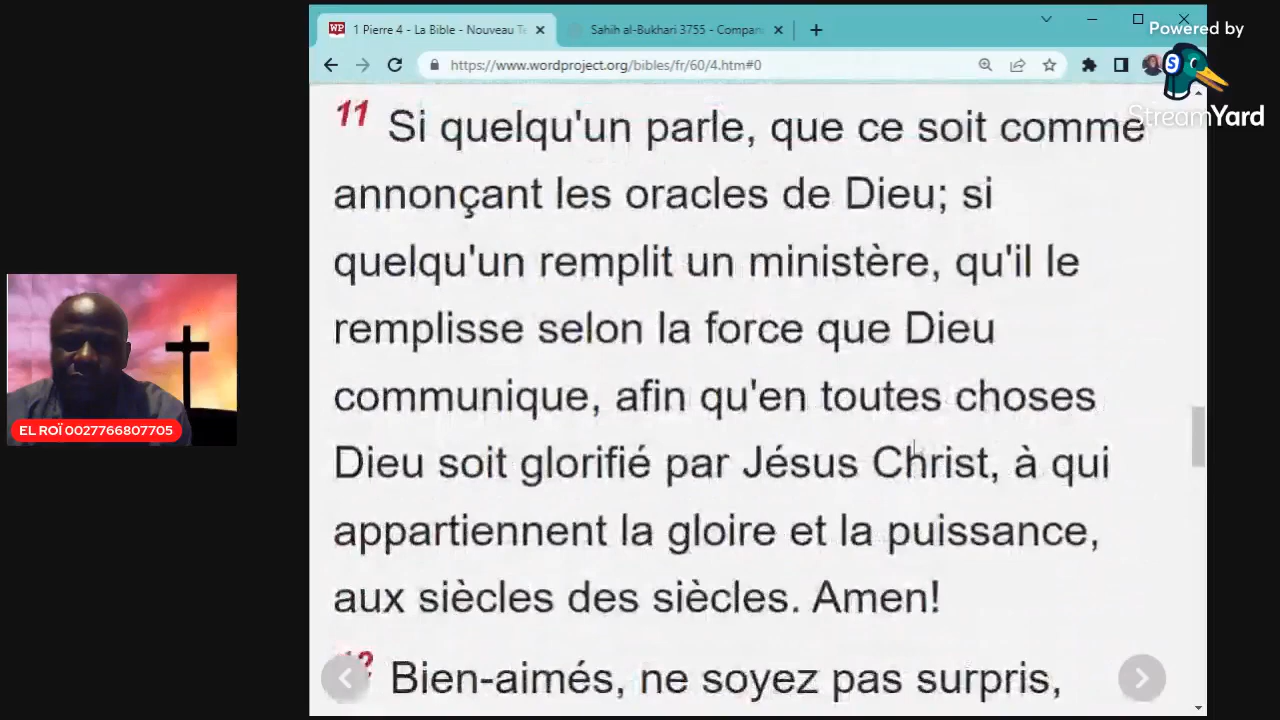 1 Pierre 4 - La Bible - Nouveau Te
Sahih al-Bukhari 3755 - Compan
Powered by
StreamYard
https://www.wordproject.org/bibles/fr/60/4.htm#0
11 Si quelqu'un parle, que ce soit comme
annonçant les oracles de Dieu; si
quelqu'un remplit un ministère, qu'il le
remplisse selon la force que Dieu
communique, afin qu'en toutes choses
Dieu soit glorifié par Jésus Christ, à qui
appartiennent la gloire et la puissance,
aux siècles des siècles. Amen!
Bien-aimés, ne soyez pas surpris,
EL ROÏ 0027766807705